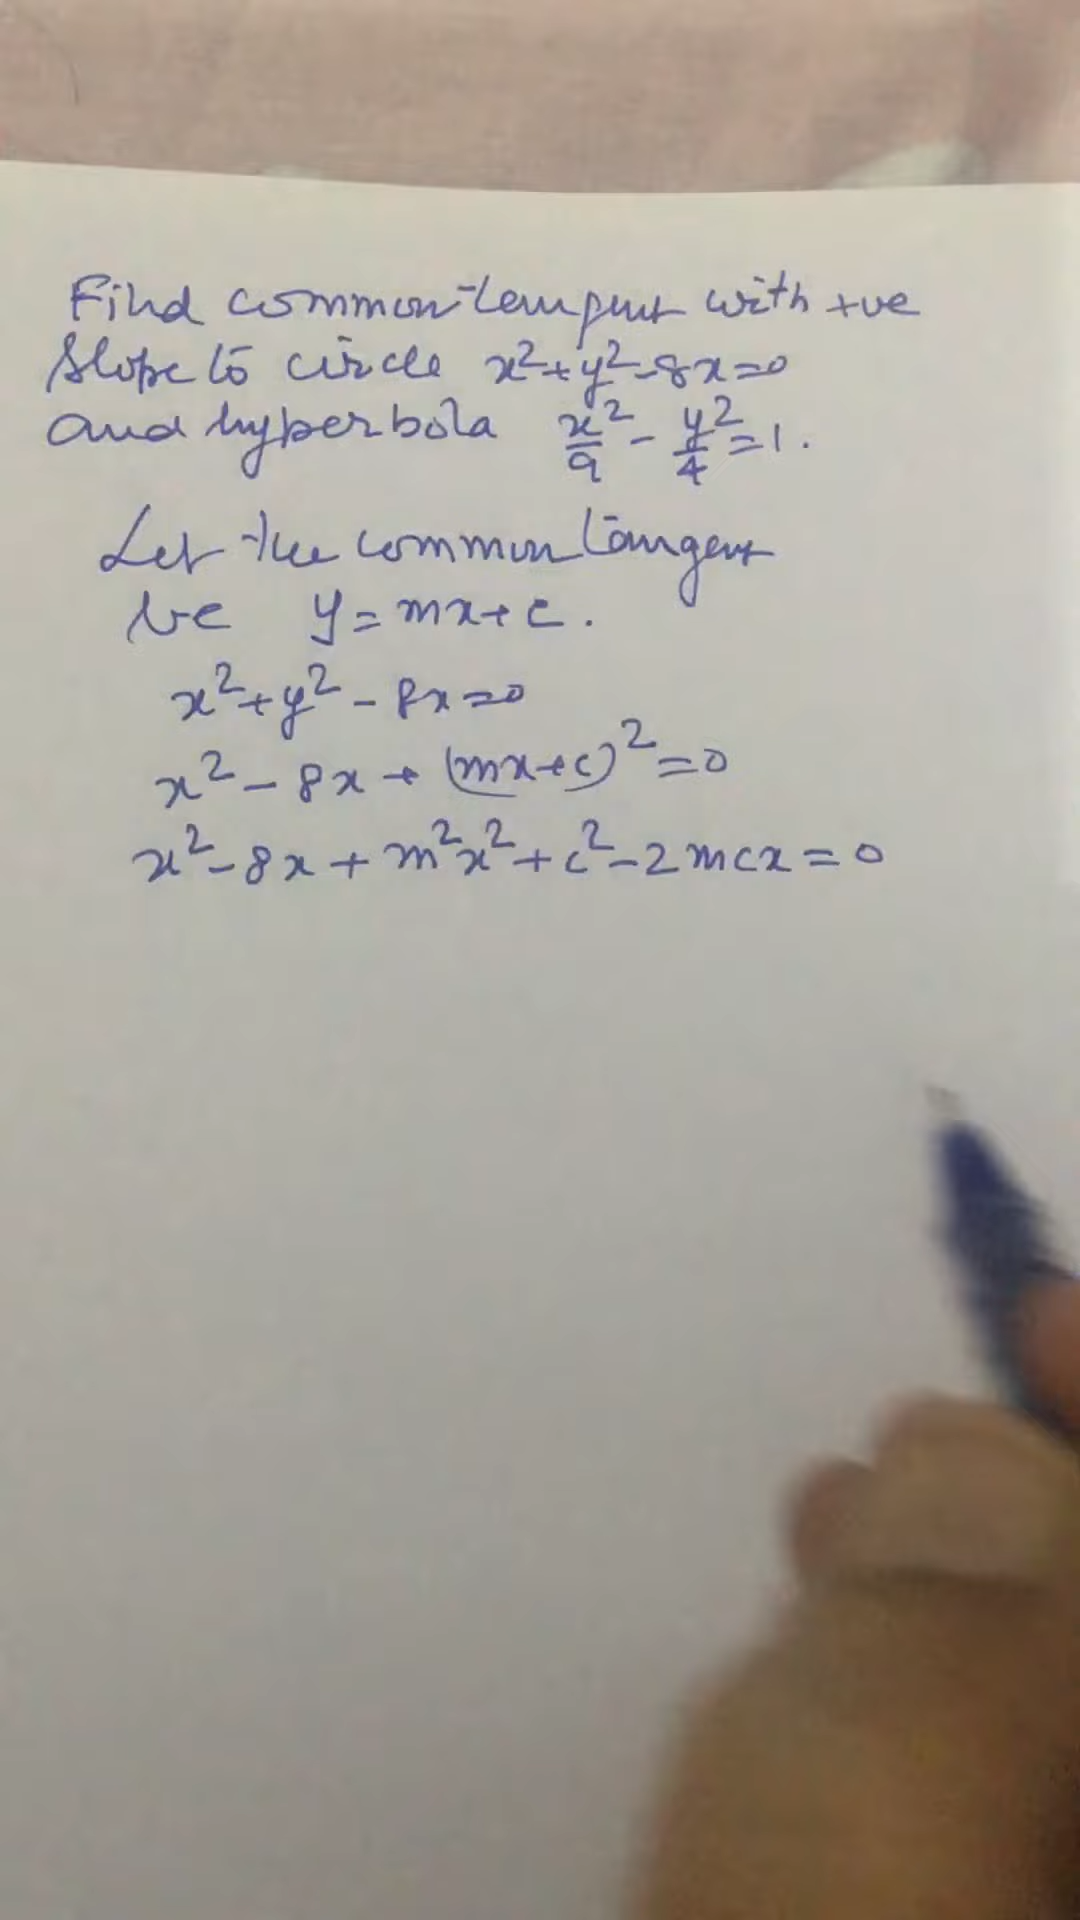 Find common tangent with +ve
slope to circle x²+y²-8x=0
and hyperbola x²/9 - y²/4 = 1.
Let the common tangent
be y=mx+c.
x²+y²-8x=0
x²-8x+(mx+c)²=0
x²-8x+m²x²+c²-2mcx=0